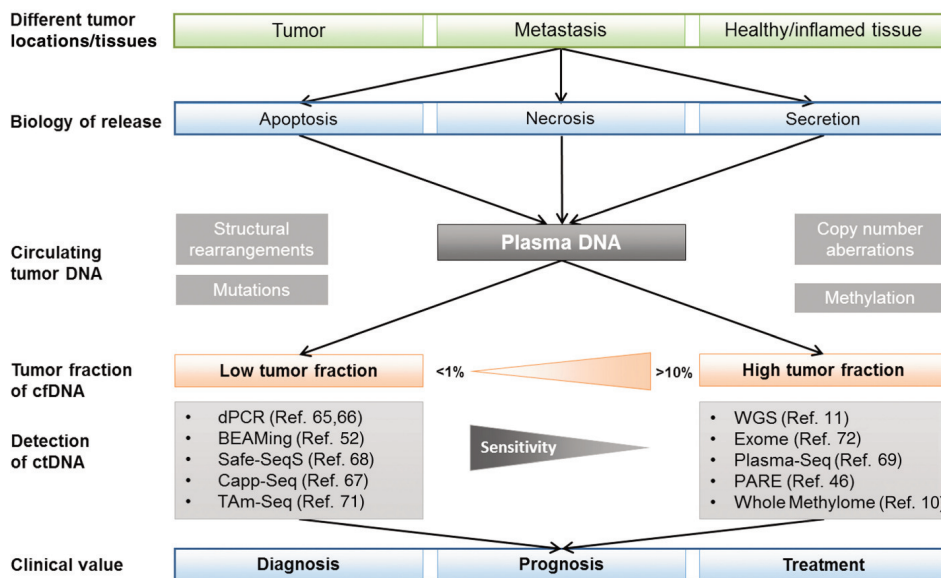 Different tumor
locations/tissues
Tumor
Metastasis
Healthy/inflamed tissue
Biology of release
Apoptosis
Necrosis
Secretion
Circulating
tumor DNA
Structural
rearrangements
Mutations
Plasma DNA
Copy number
aberrations
Methylation
Tumor fraction
of cfDNA
Low tumor fraction
<1%
>10%
High tumor fraction
Detection
of ctDNA
• dPCR (Ref. 65,66)
• BEAMing (Ref. 52)
• Safe-SeqS (Ref. 68)
• Capp-Seq (Ref. 67)
• TAm-Seq (Ref. 71)
Sensitivity
• WGS (Ref. 11)
• Exome (Ref. 72)
• Plasma-Seq (Ref. 69)
• PARE (Ref. 46)
• Whole Methylome (Ref. 10)
Clinical value
Diagnosis
Prognosis
Treatment